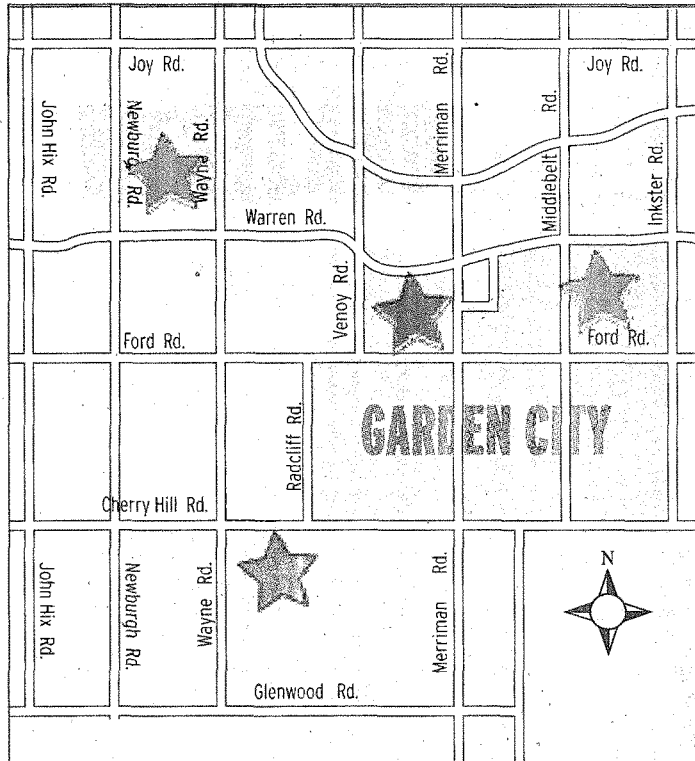 Joy Rd.
Joy Rd.
John Hix Rd.
Newburg Rd.
Wayne Rd.
Merriman Rd.
Middlebelt Rd.
Inkster Rd.
Warren Rd.
Venoy Rd.
Ford Rd.
Ford Rd.
Radcliff Rd.
GARDEN CITY
Cherry Hill Rd.
John Hix Rd.
Newburgh Rd.
Wayne Rd.
Merriman Rd.
N
Glenwood Rd.